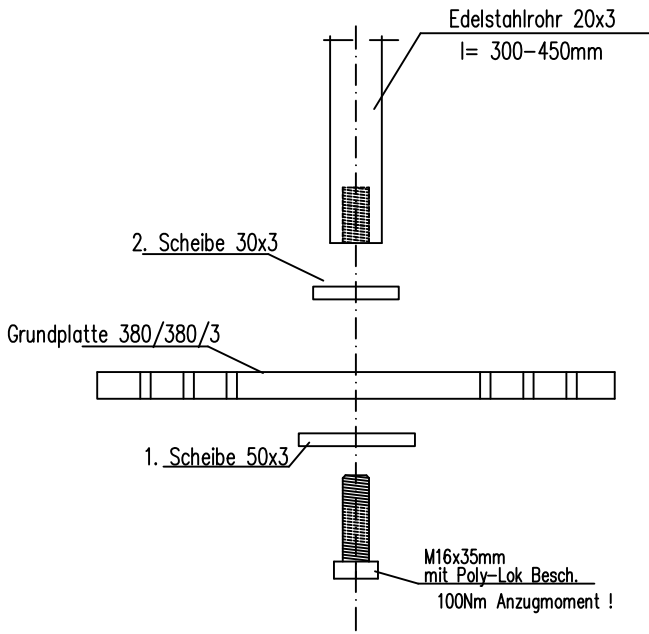 Edelstahlrohr 20x3
l= 300-450mm
2. Scheibe 30x3
Grundplatte 380/380/3
1. Scheibe 50x3
M16x35mm
mit Poly-Lok Besch.
100Nm Anzugmoment !